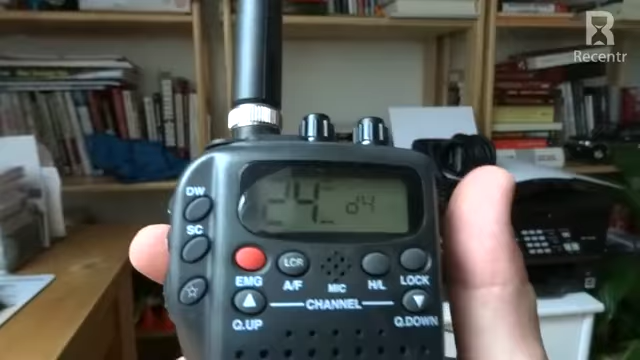 Recentr
DW
24 d4
SC
LCR
EMG A/F MIC H/L LOCK
CHANNEL
Q.UP Q.DOWN